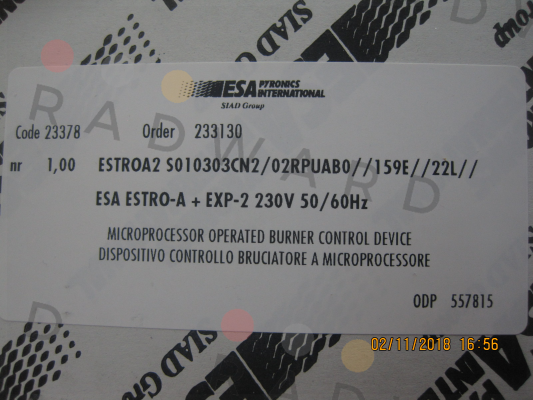 ESA PYRONICS
INTERNATIONAL
SIAD Group
Code 23378 Order 233130
nr 1,00 ESTROA2 S010303CN2/02RPUAB0//159E//22L//
ESA ESTRO-A + EXP-2 230V 50/60Hz
MICROPROCESSOR OPERATED BURNER CONTROL DEVICE
DISPOSITIVO CONTROLLO BRUCIATORE A MICROPROCESSORE
ODP 557815
RADWARD
02/11/2018 16:56